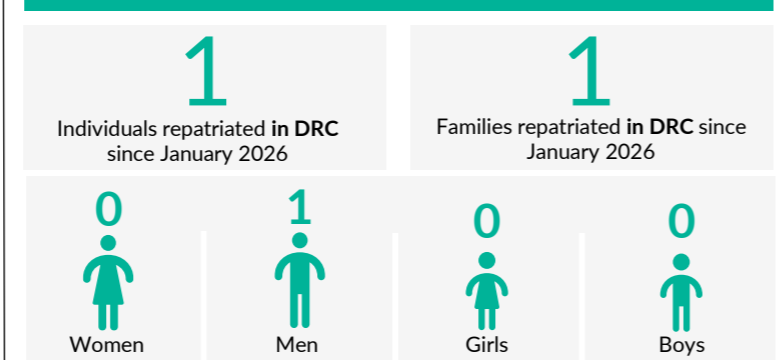 1
Individuals repatriated in DRC
since January 2026
1
Families repatriated in DRC since
January 2026
0
Women
1
Men
0
Girls
0
Boys